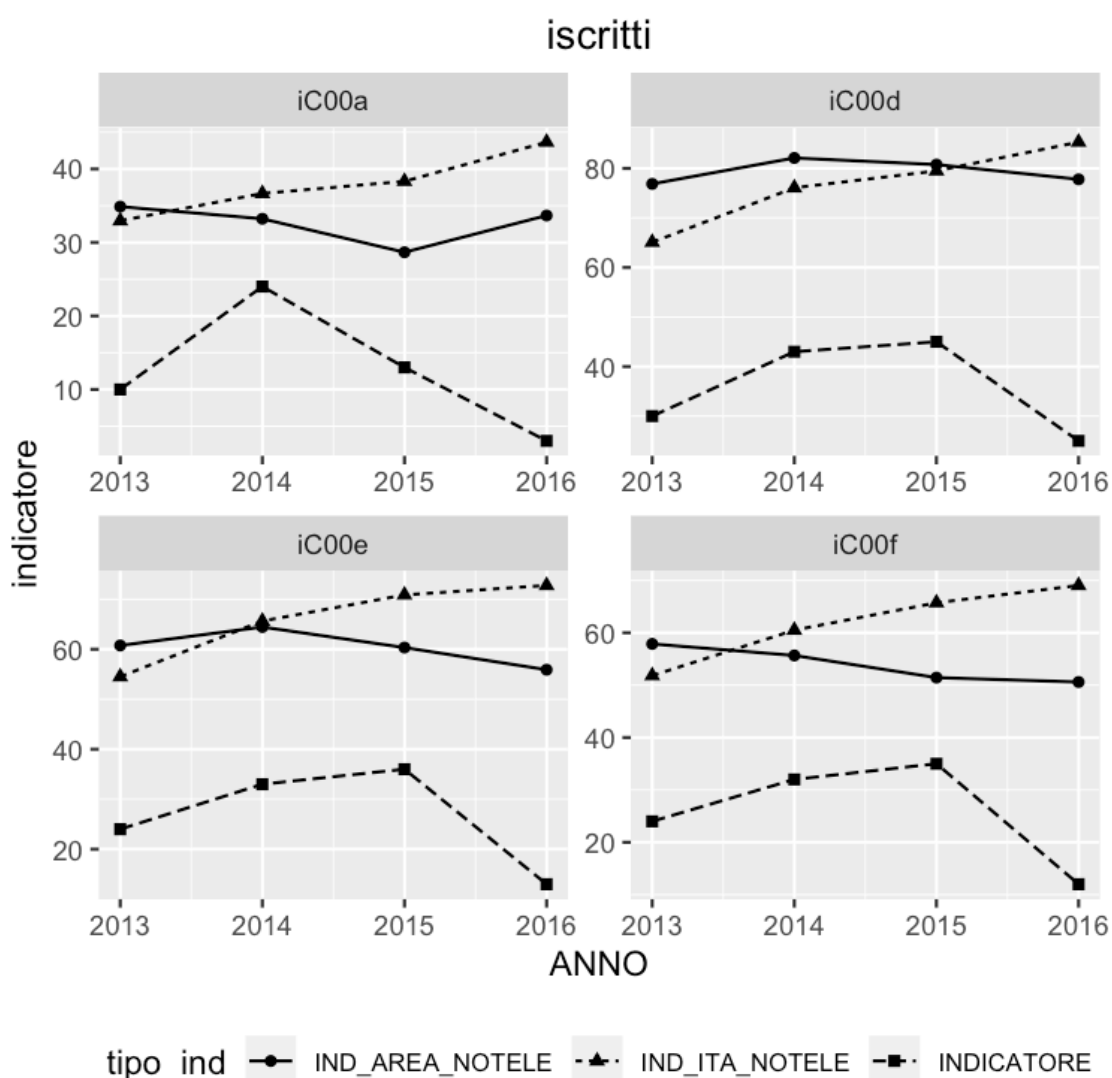 iscritti
iC00a
iC00d
40
30
20
10
80
60
40
2013 2014 2015 2016
2013 2014 2015 2016
indicatore
iC00e
iC00f
60
40
20
60
40
20
2013 2014 2015 2016
2013 2014 2015 2016
ANNO
tipo_ind IND_AREA_NOTELE IND_ITA_NOTELE INDICATORE